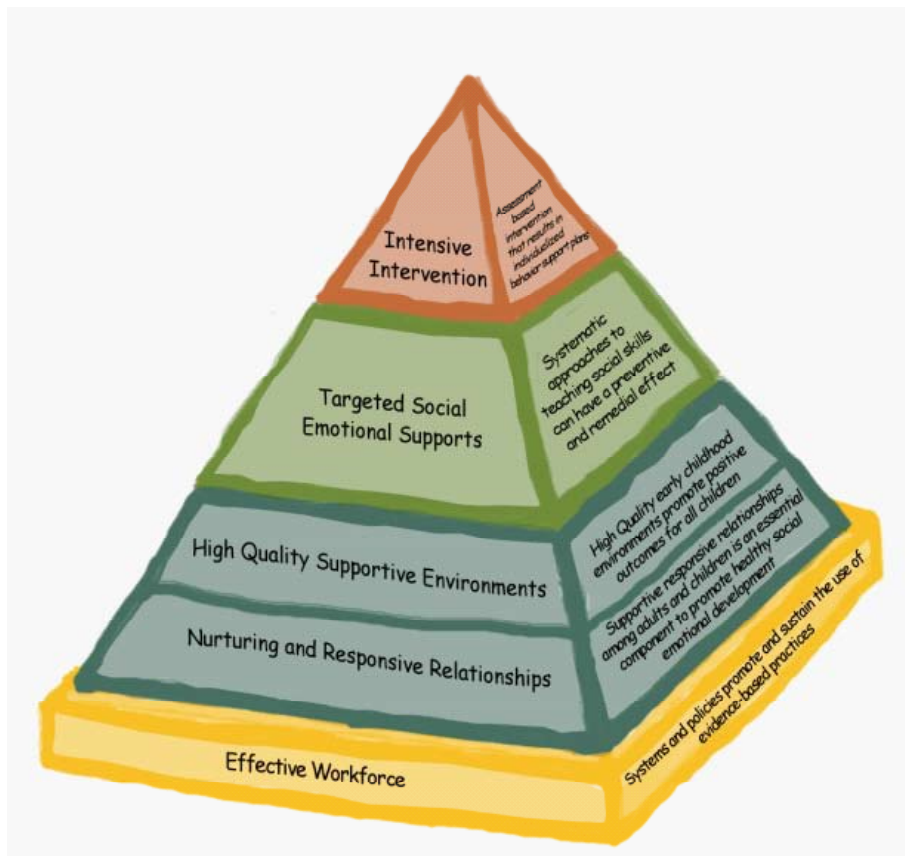 Intensive
Intervention
Assessment
based
intervention
that results in
individualized
behavior support plans
Targeted Social
Emotional Supports
Systematic
approaches to
teaching social skills
can have a preventive
and remedial effect
High Quality Supportive Environments
High Quality early childhood
environments promote positive
outcomes for all children
Nurturing and Responsive Relationships
Supportive responsive relationships
among adults and children is an essential
component to promote healthy social
emotional development
Effective Workforce
Systems and policies promote and sustain the use of
evidence-based practices